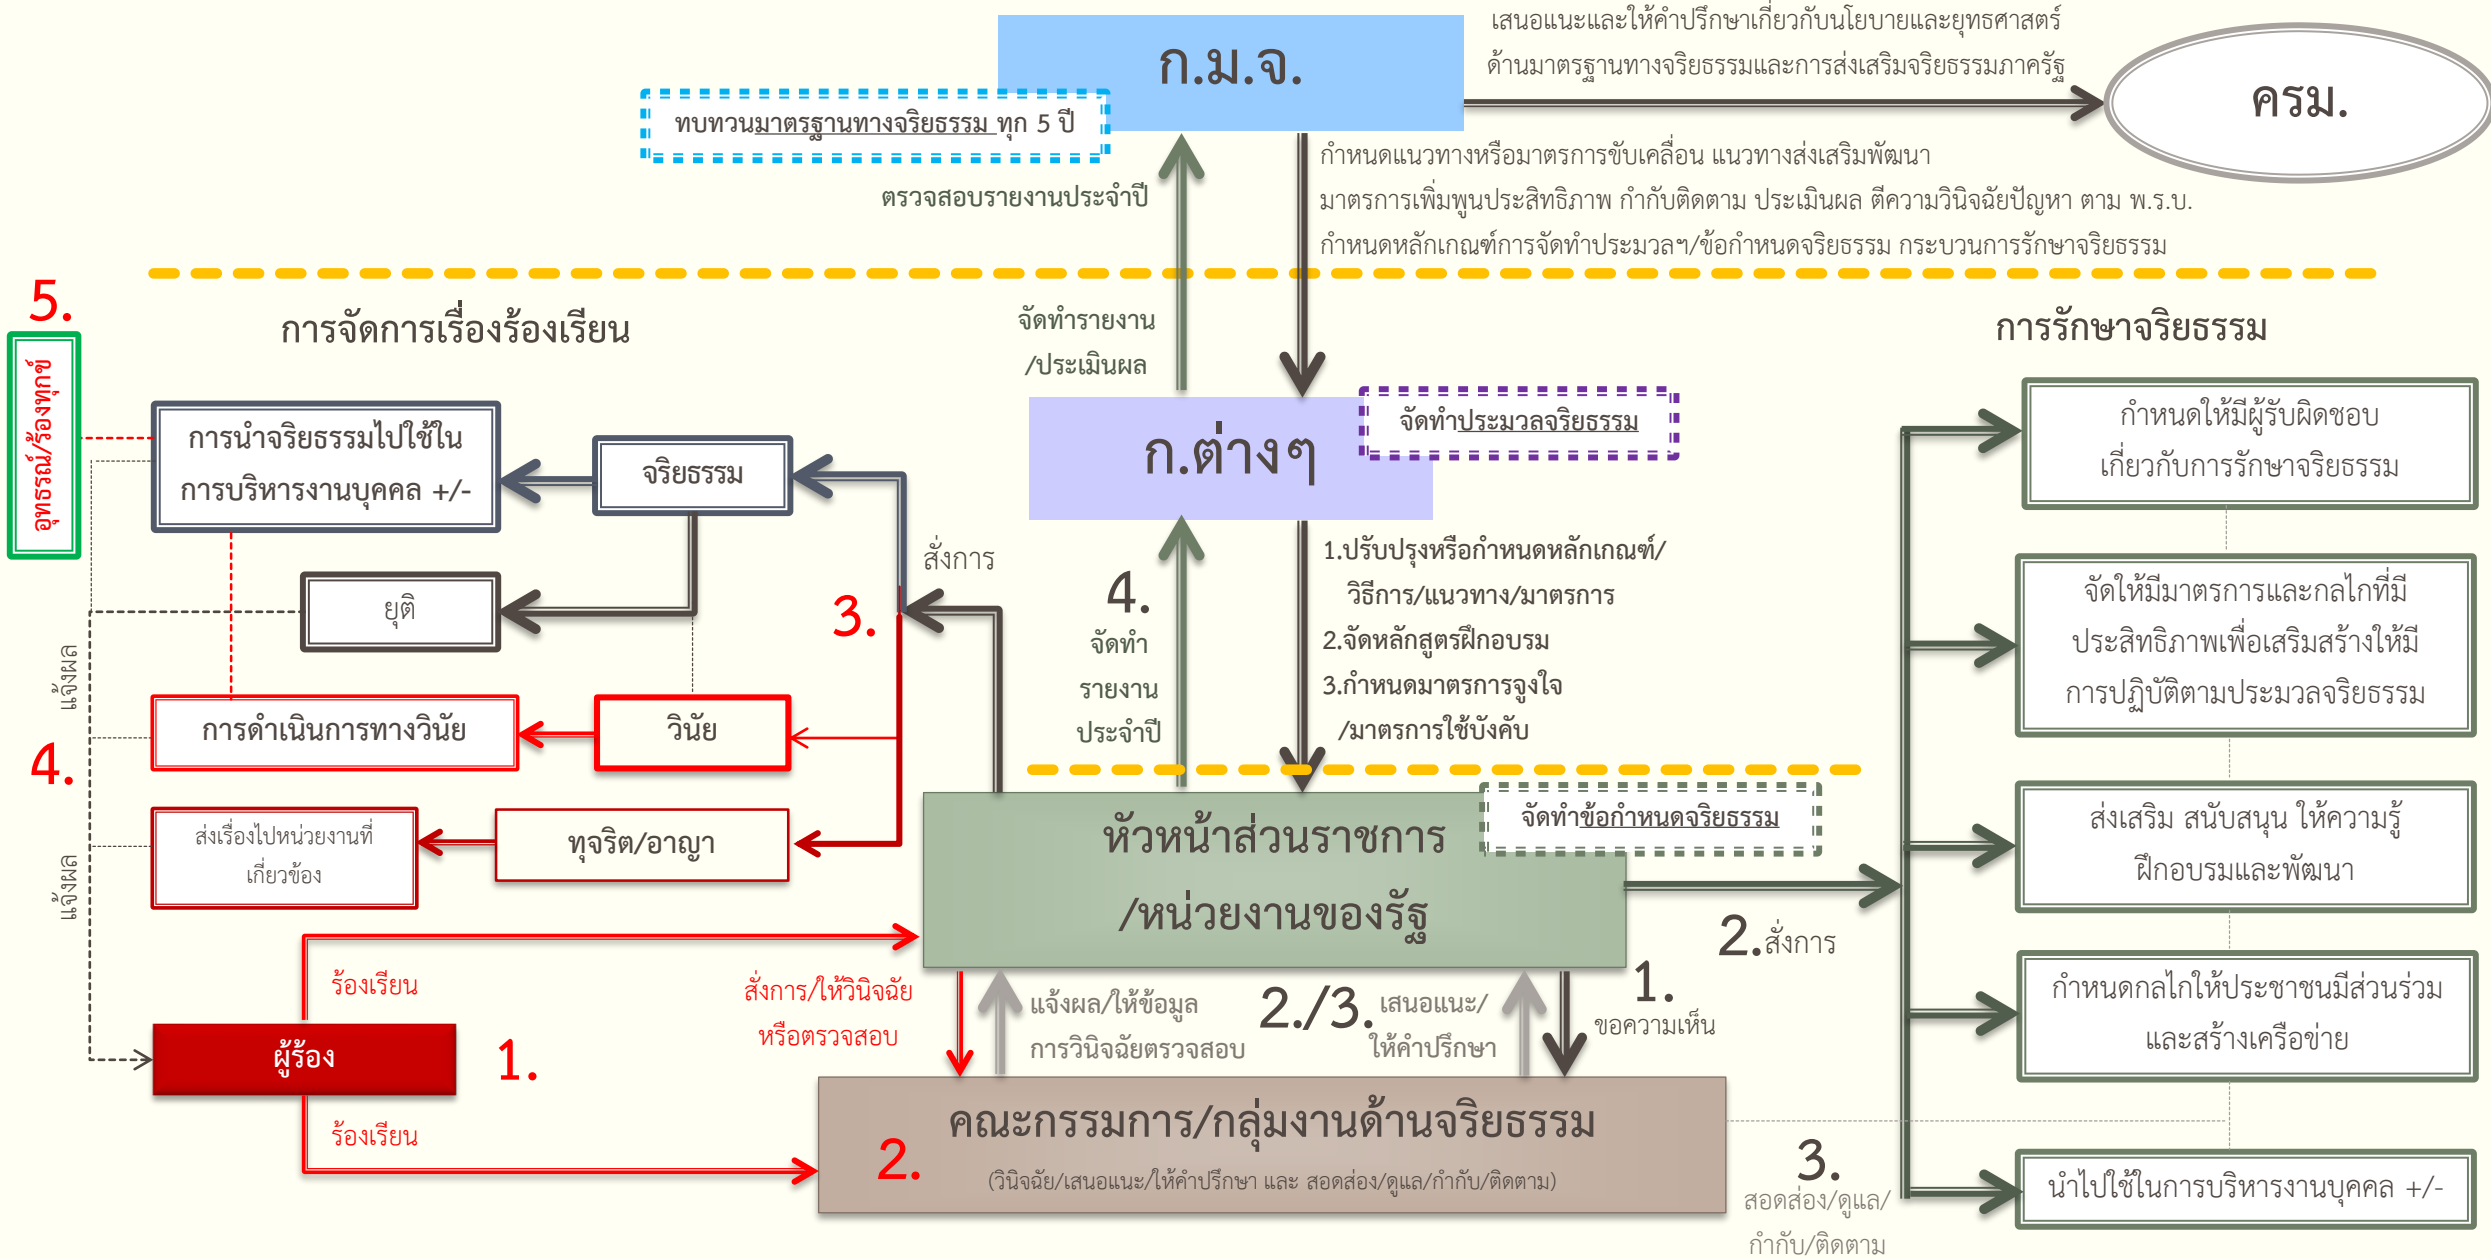 เสนอแนะและให้คำปรึกษาเกี่ยวกับนโยบายและยุทธศาสตร์
ด้านมาตรฐานทางจริยธรรมและการส่งเสริมจริยธรรมภาครัฐ
ก.ม.จ.
ครม.
ทบทวนมาตรฐานทางจริยธรรม ทุก 5 ปี
ตรวจสอบรายงานประจำปี
กำหนดแนวทางหรือมาตรการขับเคลื่อน แนวทางส่งเสริมพัฒนา
มาตรการเพิ่มพูนประสิทธิภาพ กำกับติดตาม ประเมินผล ตีความวินิจฉัยปัญหา ตาม พ.ร.บ.
กำหนดหลักเกณฑ์การจัดทำประมวลฯ/ข้อกำหนดจริยธรรม กระบวนการรักษาจริยธรรม
5.
อุทธรณ์/ร้องทุกข์
การจัดการเรื่องร้องเรียน
จัดทำรายงาน
/ประเมินผล
การรักษาจริยธรรม
การนำจริยธรรมไปใช้ใน
การบริหารงานบุคคล +/-
จริยธรรม
ก.ต่างๆ
จัดทำประมวลจริยธรรม
กำหนดให้มีผู้รับผิดชอบ
เกี่ยวกับการรักษาจริยธรรม
ยุติ
3.
สั่งการ
4.
จัดทำ
รายงาน
ประจำปี
1.ปรับปรุงหรือกำหนดหลักเกณฑ์/
วิธีการ/แนวทาง/มาตรการ
2.จัดหลักสูตรฝึกอบรม
3.กำหนดมาตรการจูงใจ
/มาตรการใช้บังคับ
จัดให้มีมาตรการและกลไกที่มี
ประสิทธิภาพเพื่อเสริมสร้างให้มี
การปฏิบัติตามประมวลจริยธรรม
แจ้งผล
การดำเนินการทางวินัย
วินัย
4.
ส่งเรื่องไปหน่วยงานที่
เกี่ยวข้อง
ทุจริต/อาญา
แจ้งผล
หัวหน้าส่วนราชการ
/หน่วยงานของรัฐ
จัดทำข้อกำหนดจริยธรรม
ส่งเสริม สนับสนุน ให้ความรู้
ฝึกอบรมและพัฒนา
2.สั่งการ
ร้องเรียน
สั่งการ/ให้วินิจฉัย
หรือตรวจสอบ
แจ้งผล/ให้ข้อมูล
การวินิจฉัยตรวจสอบ
2./3.
เสนอแนะ/
ให้คำปรึกษา
1.
ขอความเห็น
กำหนดกลไกให้ประชาชนมีส่วนร่วม
และสร้างเครือข่าย
ผู้ร้อง
1.
ร้องเรียน
2.
คณะกรรมการ/กลุ่มงานด้านจริยธรรม
(วินิจฉัย/เสนอแนะ/ให้คำปรึกษา และ สอดส่อง/ดูแล/กำกับ/ติดตาม)
3.
สอดส่อง/ดูแล/
กำกับ/ติดตาม
นำไปใช้ในการบริหารงานบุคคล +/-